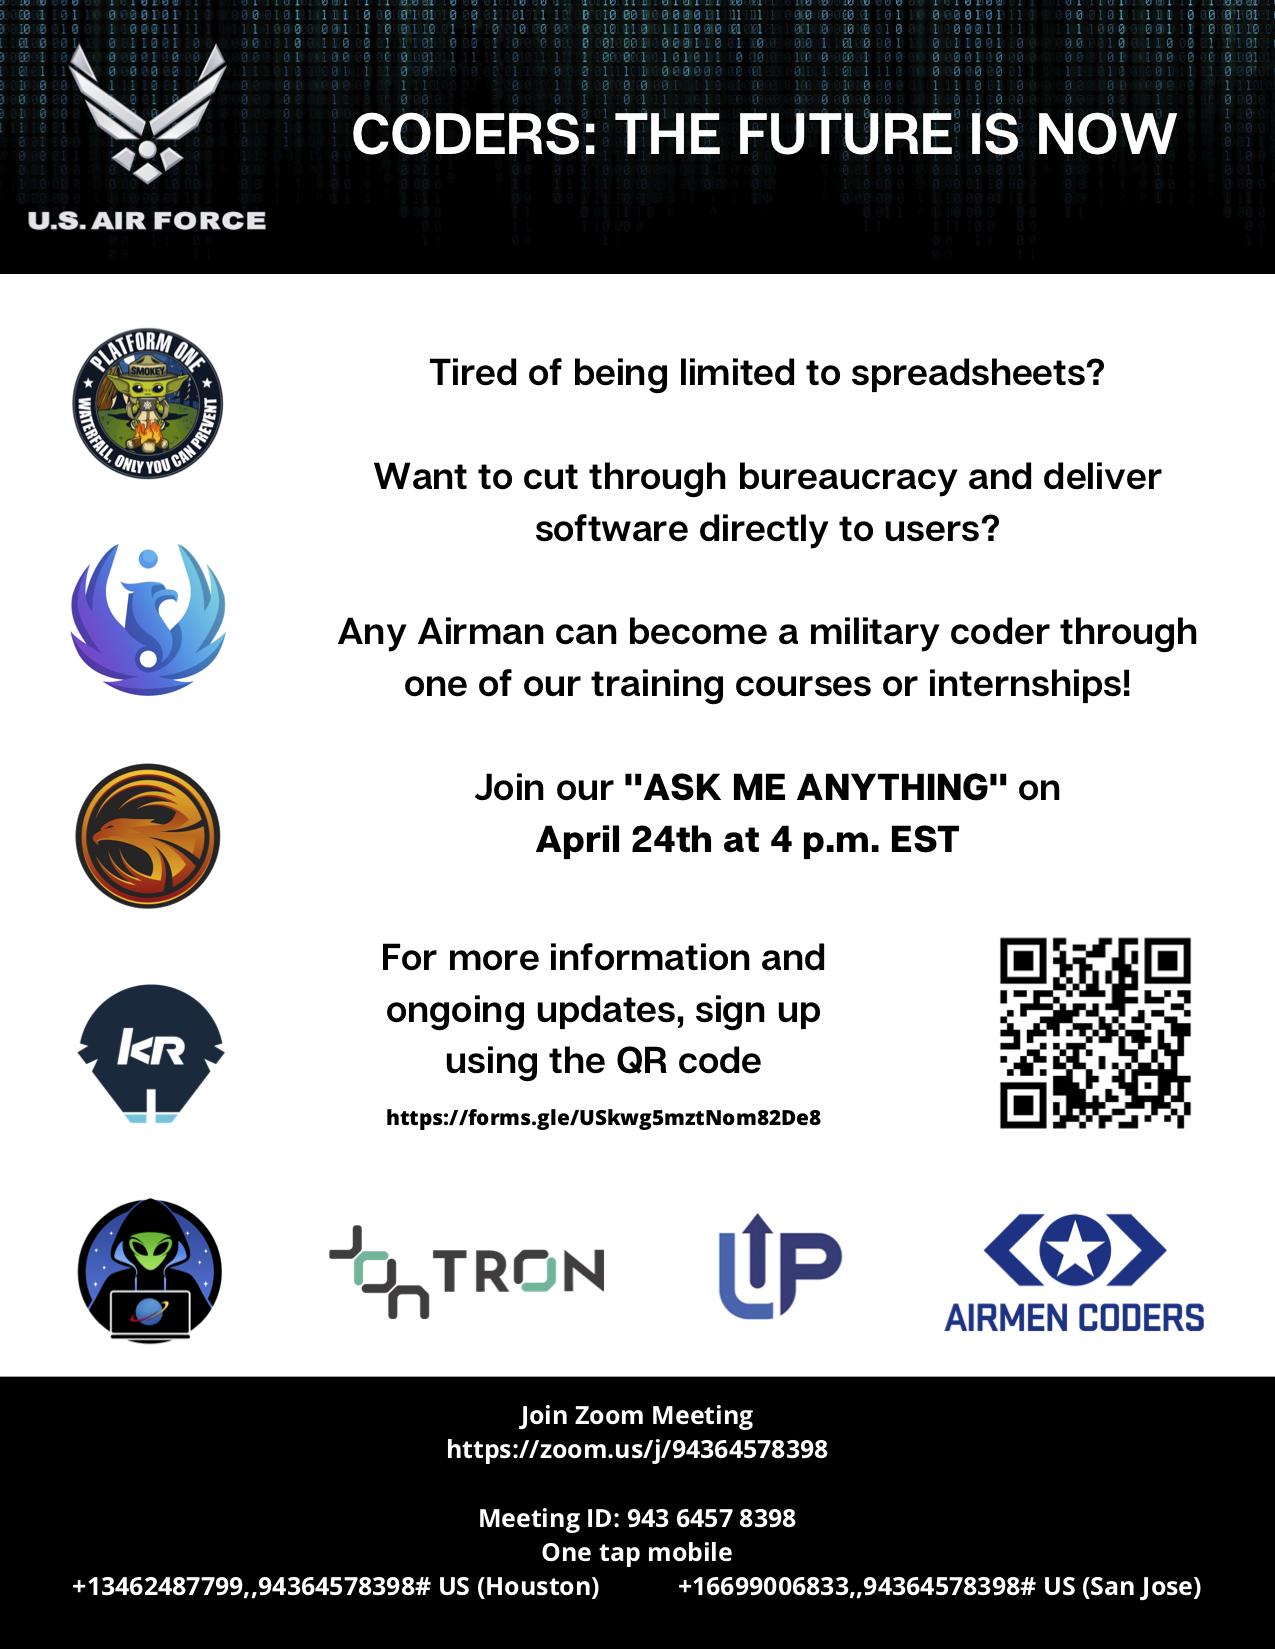 U.S. AIR FORCE
CODERS: THE FUTURE IS NOW
PLATFORM ONE
SMOKEY
WATERFALL, ONLY YOU CAN PREVENT
Tired of being limited to spreadsheets?
Want to cut through bureaucracy and deliver
software directly to users?
Any Airman can become a military coder through
one of our training courses or internships!
Join our "ASK ME ANYTHING" on
April 24th at 4 p.m. EST
For more information and
ongoing updates, sign up
using the QR code
https://forms.gle/USkwg5mztNom82De8
KR
TRON
UP
AIRMEN CODERS
Join Zoom Meeting
https://zoom.us/j/94364578398
Meeting ID: 943 6457 8398
One tap mobile
+13462487799,,94364578398# US (Houston) +16699006833,,94364578398# US (San Jose)